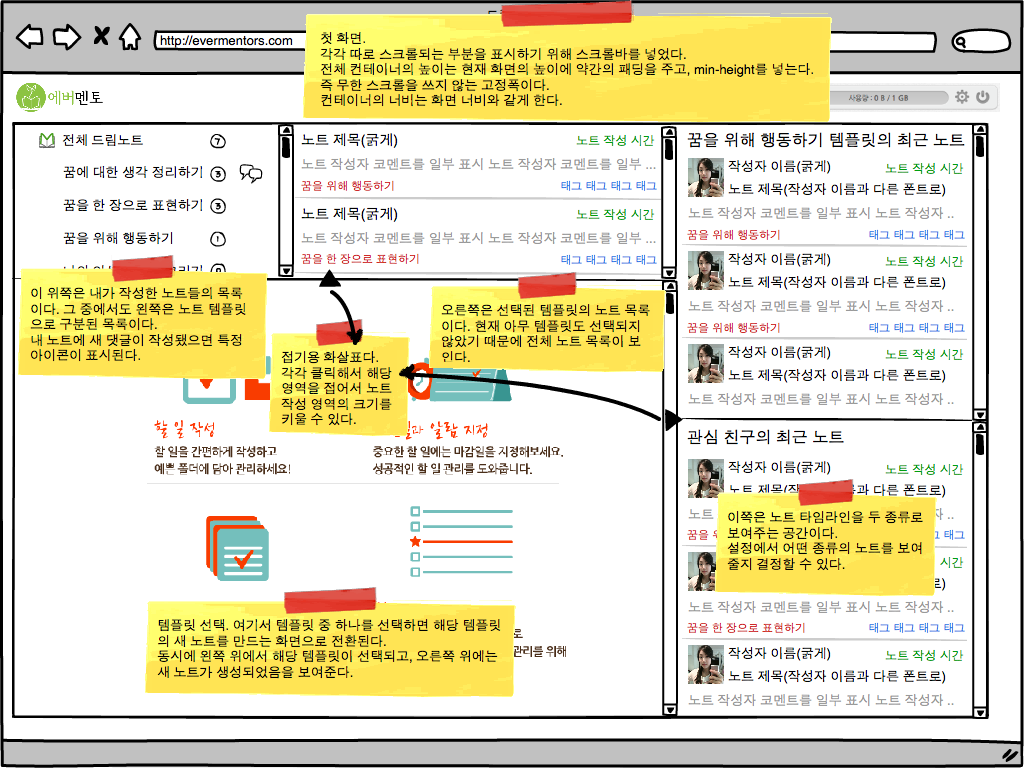 첫 화면.
각각 따로 스크롤되는 부분을 표시하기 위해 스크롤바를 넣었다.
전체 컨테이너의 높이는 현재 화면의 높이에 약간의 패딩을 주고, min-height를 넣는다.
즉 무한 스크롤을 쓰지 않는 고정폭이다.
컨테이너의 너비는 화면 너비와 같게 한다.
http://evermentors.com
에버멘토
사용량 : 0 B / 1 GB
전체 드림노트 7
꿈에 대한 생각 정리하기 3
꿈을 한 장으로 표현하기 3
꿈을 위해 행동하기 1
노트 제목(굵게) 노트 작성 시간
노트 작성자 코멘트를 일부 표시 노트 작성자 코멘트를 일부 ...
꿈을 위해 행동하기 태그 태그 태그 태그
노트 제목(굵게) 노트 작성 시간
노트 작성자 코멘트를 일부 표시 노트 작성자 코멘트를 일부 ...
꿈을 한 장으로 표현하기 태그 태그 태그 태그
꿈을 위해 행동하기 템플릿의 최근 노트
작성자 이름(굵게) 노트 작성 시간
노트 제목(작성자 이름과 다른 폰트로)
노트 작성자 코멘트를 일부 표시 노트 작성자 ..
꿈을 위해 행동하기 태그 태그 태그 태그
작성자 이름(굵게) 노트 작성 시간
노트 제목(작성자 이름과 다른 폰트로)
노트 작성자 코멘트를 일부 표시 노트 작성자 ..
꿈을 위해 행동하기 태그 태그 태그 태그
작성자 이름(굵게) 노트 작성 시간
노트 제목(작성자 이름과 다른 폰트로)
노트 작성자 코멘트를 일부 표시 노트 작성자 ..
이 위쪽은 내가 작성한 노트들의 목록
이다. 그 중에서도 왼쪽은 노트 템플릿
으로 구분된 목록이다.
내 노트에 새 댓글이 작성됐으면 특정
아이콘이 표시된다.
오른쪽은 선택된 템플릿의 노트 목록
이다. 현재 아무 템플릿도 선택되지
않았기 때문에 전체 노트 목록이 보
인다.
접기용 화살표다.
각각 클릭해서 해당
영역을 접어서 노트
작성 영역의 크기를
키울 수 있다.
할 일 작성
할 일을 간편하게 작성하고
예쁜 폴더에 담아 관리하세요!
알람 지정
중요한 할 일에는 마감일을 지정해보세요.
성공적인 할 일 관리를 도와줍니다.
관심 친구의 최근 노트
작성자 이름(굵게) 노트 작성 시간
노트 작성자 코멘트를 일부 표시 노트 작성자 ..
꿈을 한 장으로 표현하기 태그 태그 태그 태그
작성자 이름(굵게) 노트 작성 시간
노트 제목(작성자 이름과 다른 폰트로)
노트 작성자 코멘트를 일부 표시 노트 작성자 ..
이쪽은 노트 타임라인을 두 종류로
보여주는 공간이다.
설정에서 어떤 종류의 노트를 보여
줄지 결정할 수 있다.
템플릿 선택. 여기서 템플릿 중 하나를 선택하면 해당 템플릿
의 새 노트를 만드는 화면으로 전환된다.
동시에 왼쪽 위에서 해당 템플릿이 선택되고, 오른쪽 위에는
새 노트가 생성되었음을 보여준다.
관리를 위해